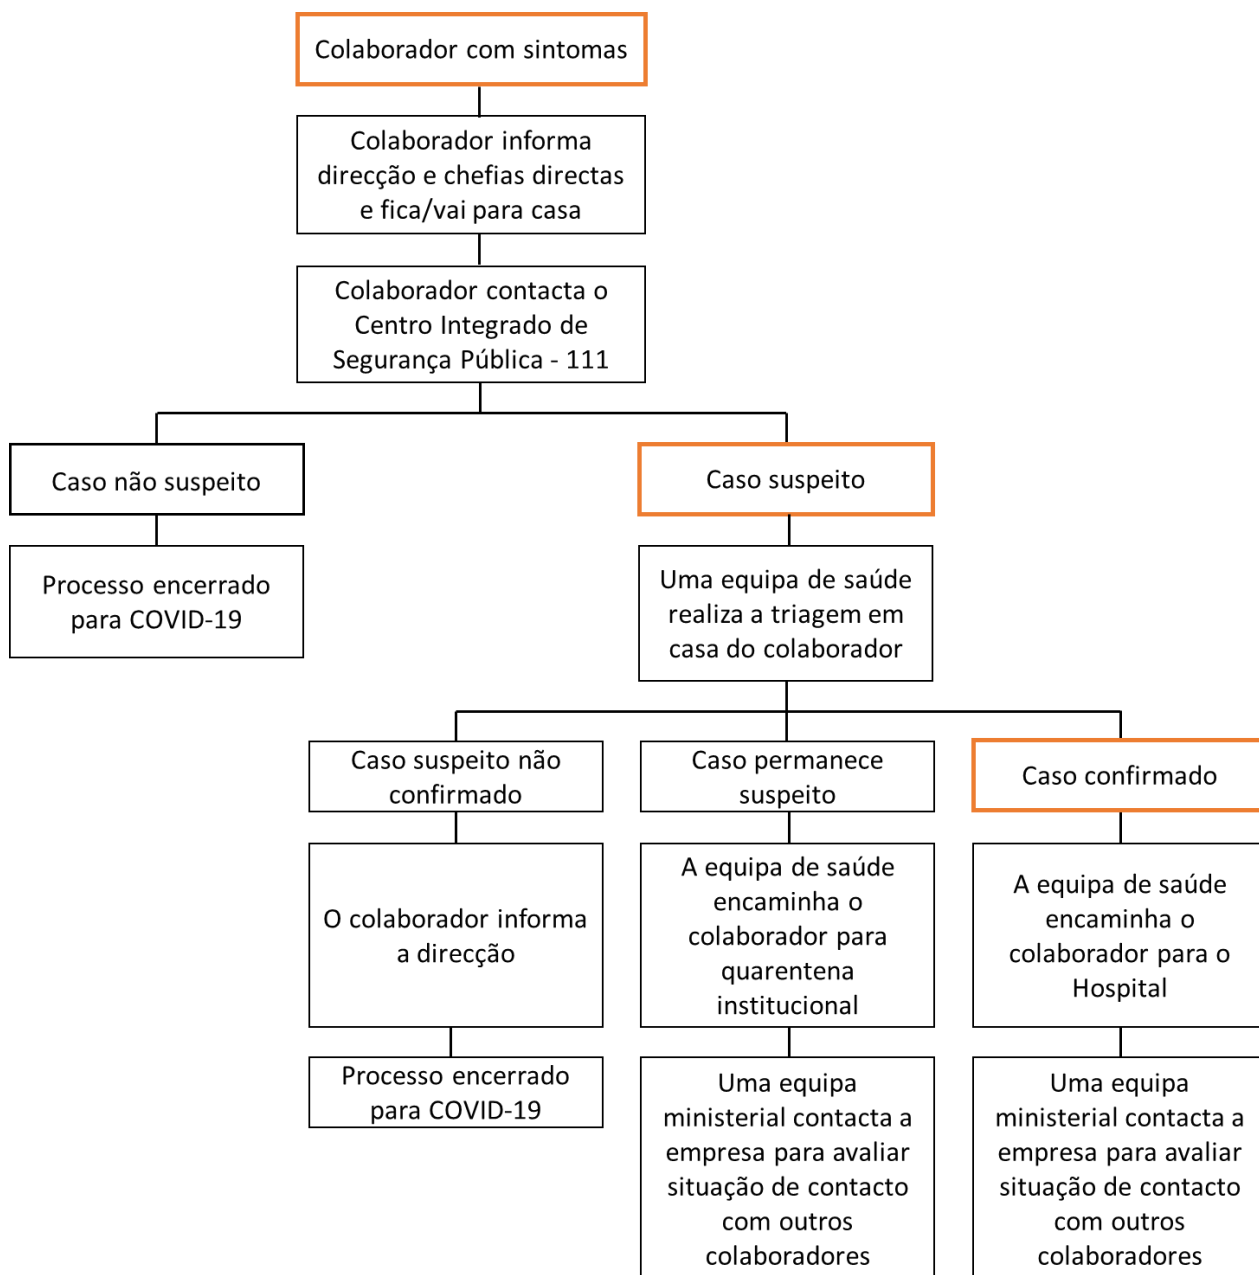 Colaborador com sintomas
Colaborador informa
direcção e chefias directas
e fica/vai para casa
Colaborador contacta o
Centro Integrado de
Segurança Pública - 111
Caso não suspeito
Caso suspeito
Processo encerrado
para COVID-19
Uma equipa de saúde
realiza a triagem em
casa do colaborador
Caso suspeito não
confirmado
Caso permanece
suspeito
Caso confirmado
O colaborador informa
a direcção
A equipa de saúde
encaminha o
colaborador para
quarentena
institucional
A equipa de saúde
encaminha o
colaborador para o
Hospital
Processo encerrado
para COVID-19
Uma equipa
ministerial contacta a
empresa para avaliar
situação de contacto
com outros
colaboradores
Uma equipa
ministerial contacta a
empresa para avaliar
situação de contacto
com outros
colaboradores